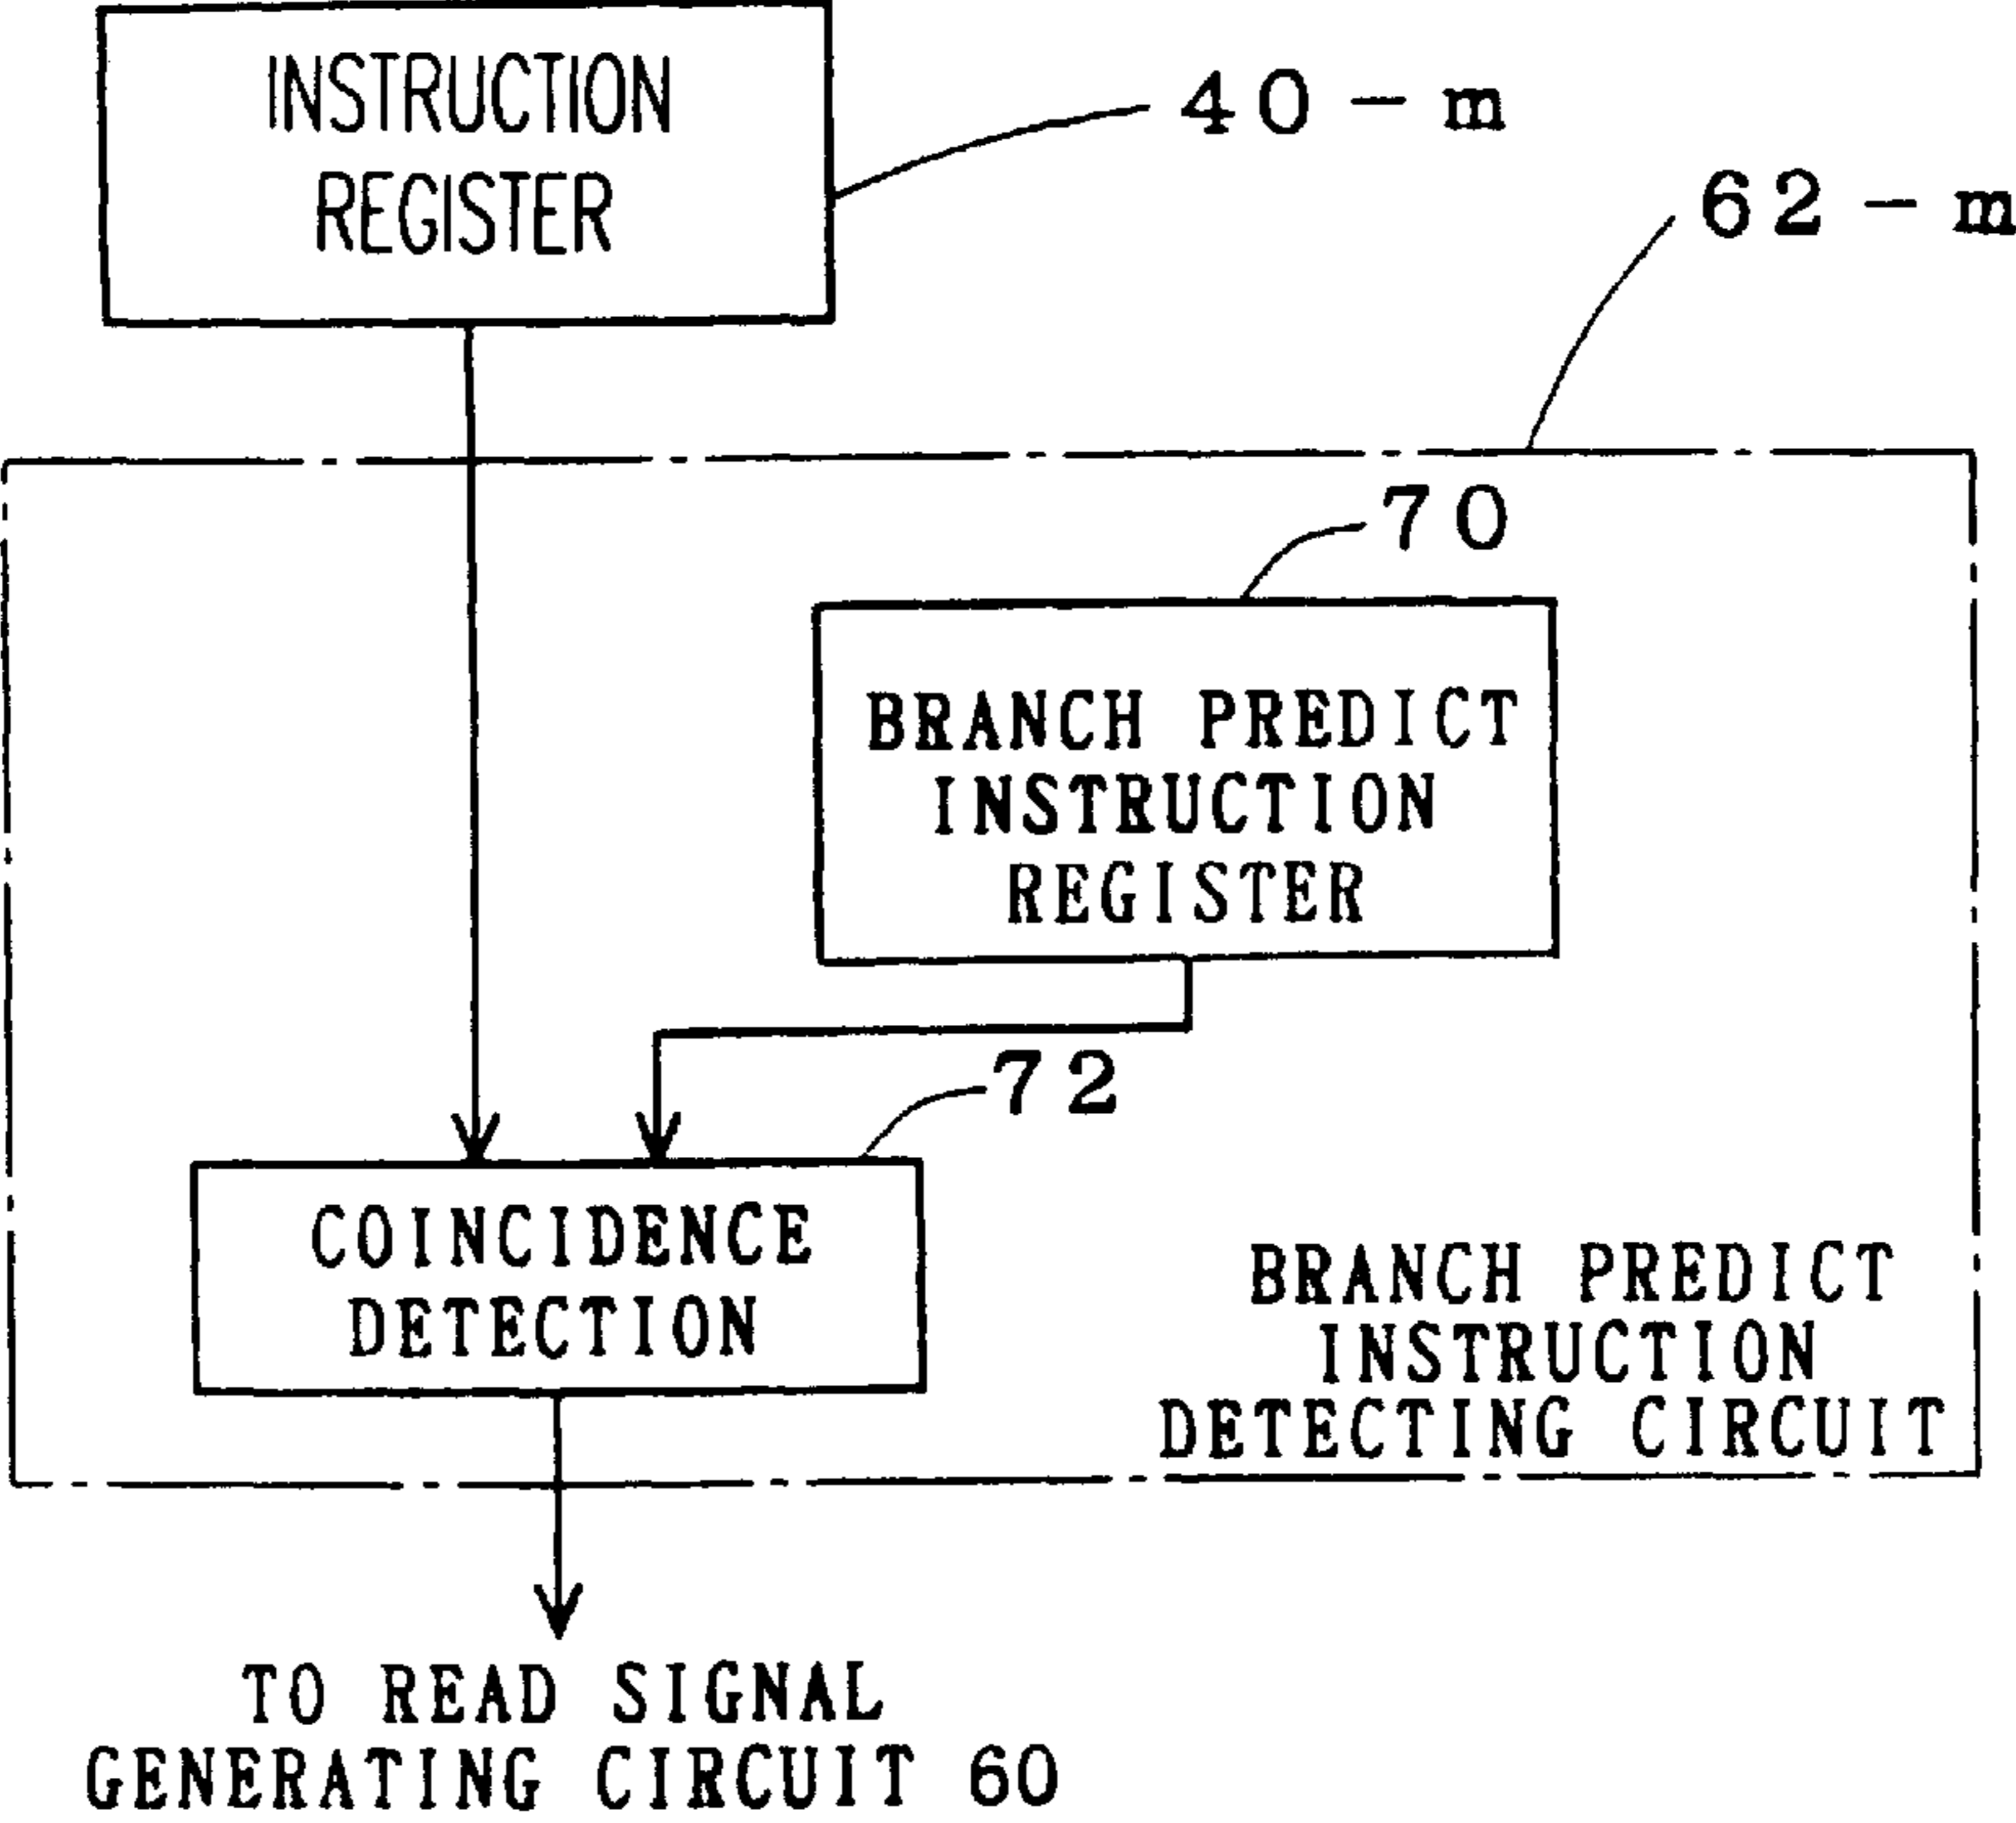 INSTRUCTION
REGISTER
40-m
62-m
70
BRANCH PREDICT
INSTRUCTION
REGISTER
72
COINCIDENCE
DETECTION
BRANCH PREDICT
INSTRUCTION
DETECTING CIRCUIT
TO READ SIGNAL
GENERATING CIRCUIT 60